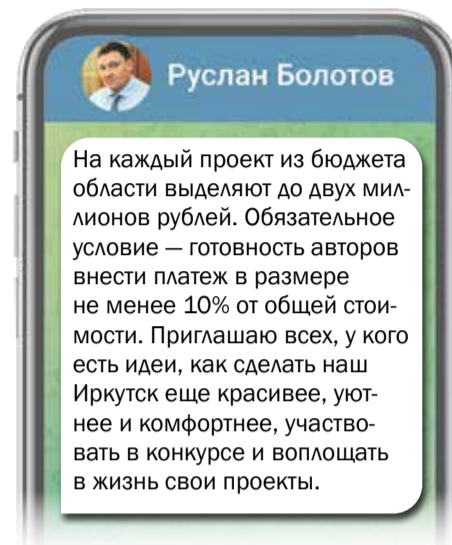 Руслан Болотов
На каждый проект из бюджета
области выделяют до двух мил-
лионов рублей. Обязательное
условие — готовность авторов
внести платеж в размере
не менее 10% от общей стои-
мости. Приглашаю всех, у кого
есть идеи, как сделать наш
Иркутск еще красивее, уют-
нее и комфортнее, участво-
вать в конкурсе и воплощать
в жизнь свои проекты.